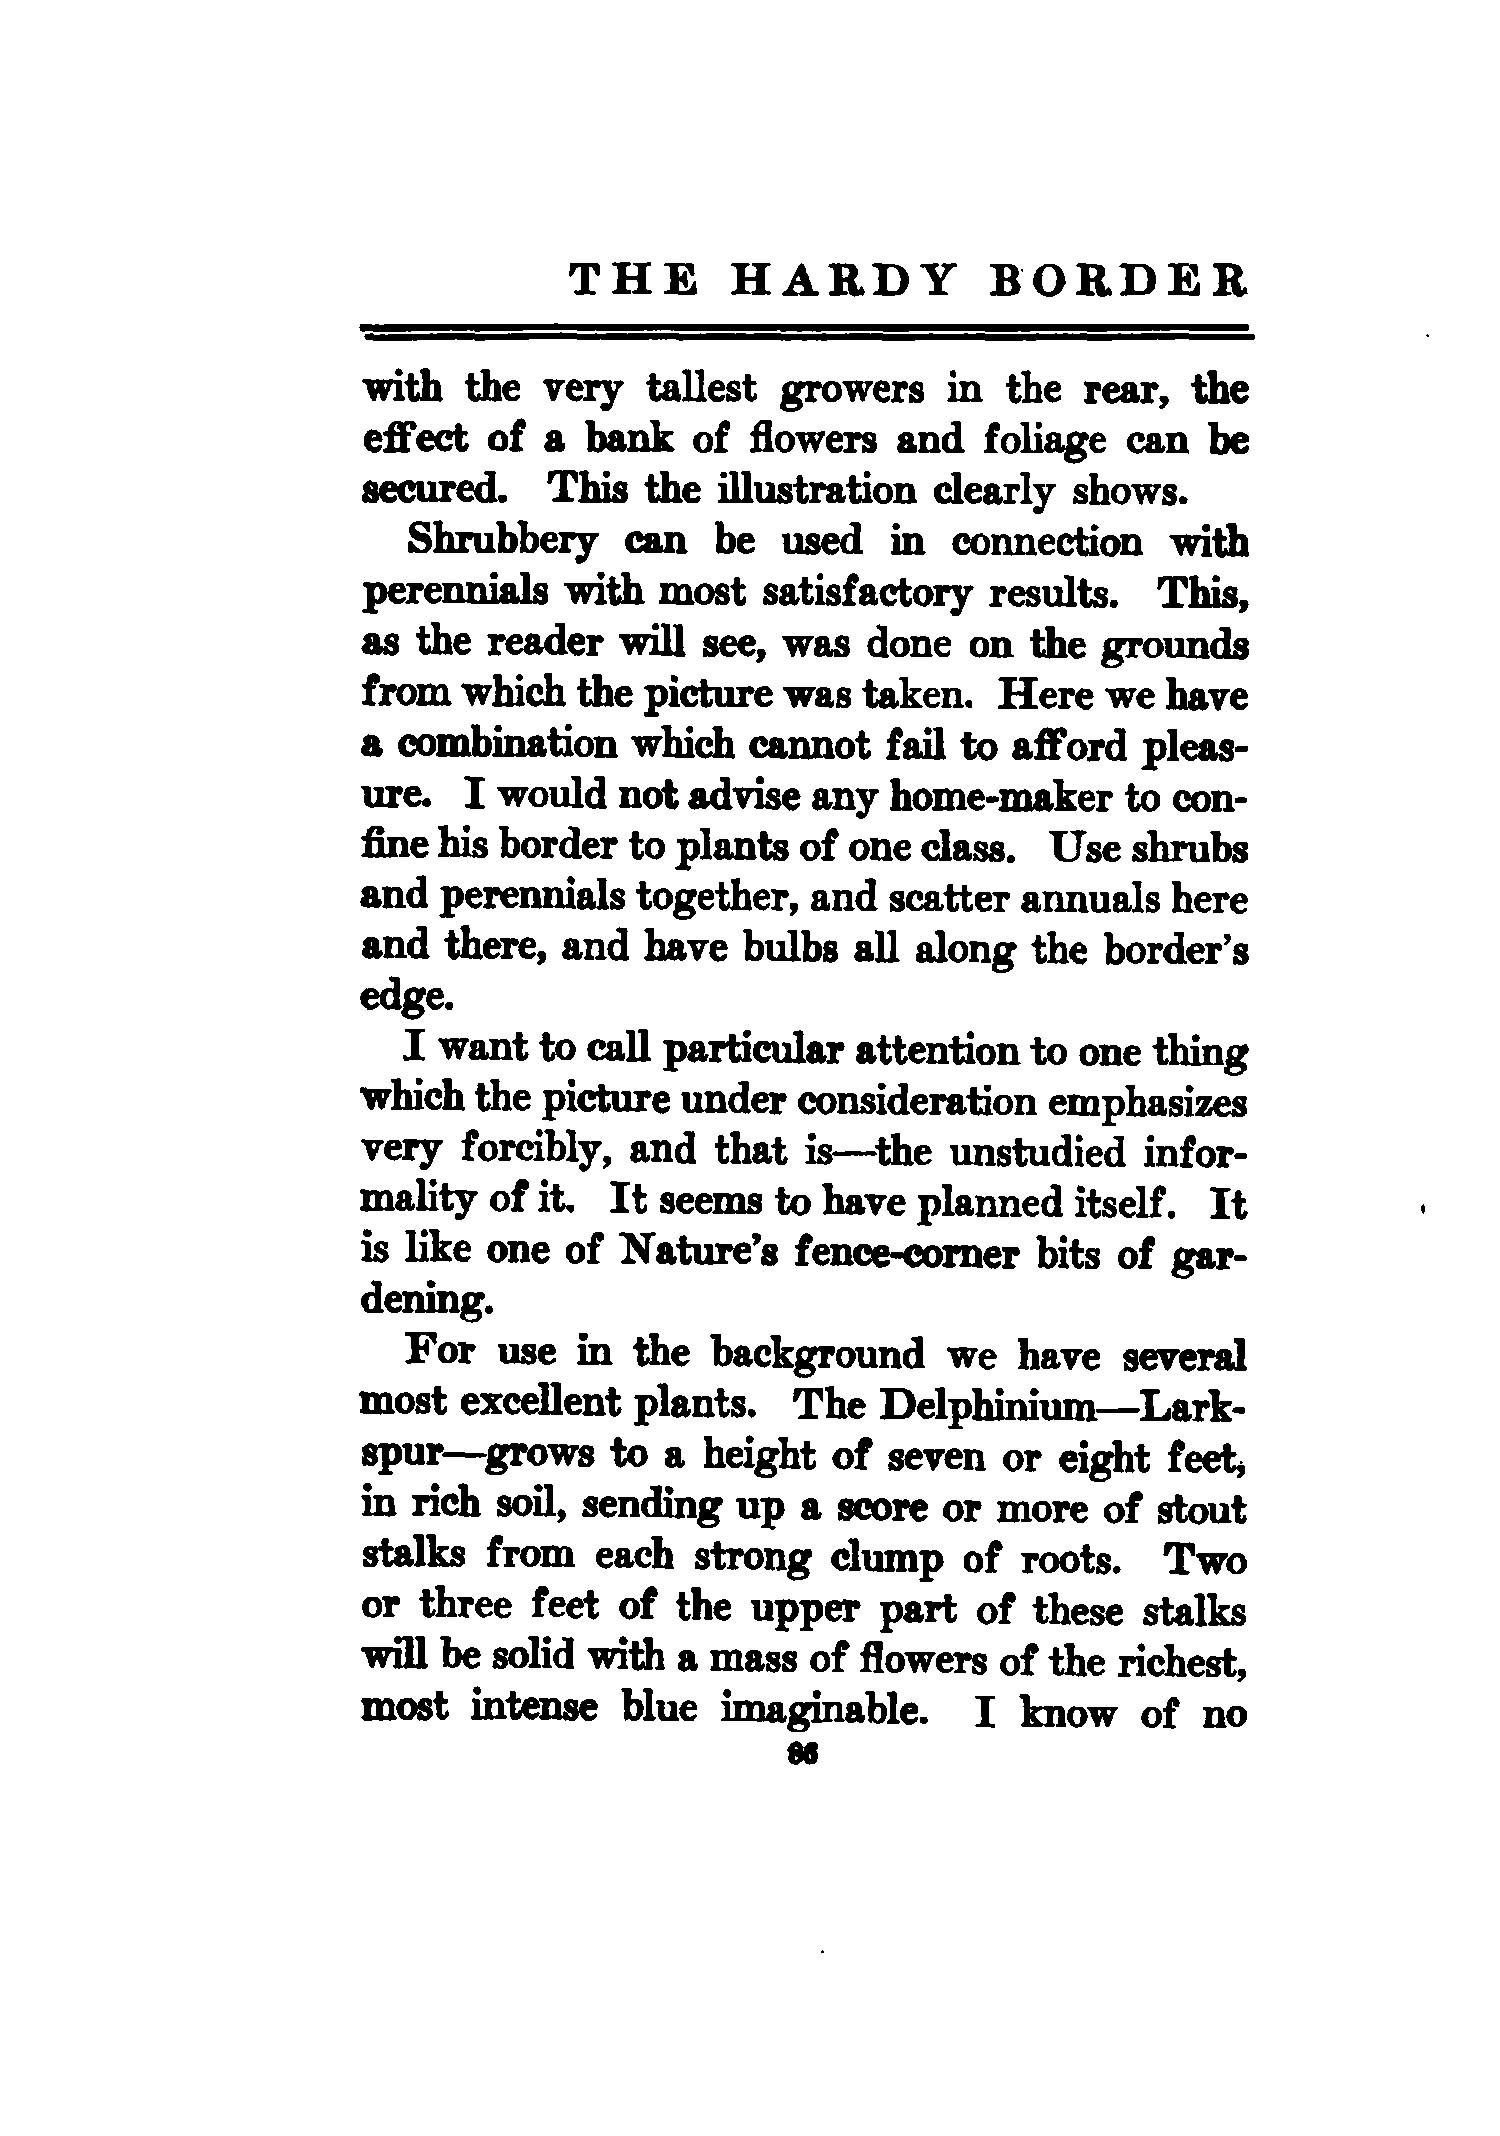 THE HARDY BORDER
with the very tallest growers in the rear, the
effect of a bank of flowers and foliage can be
secured. This the illustration clearly shows.
Shrubbery can be used in connection with
perennials with most satisfactory results. This,
as the reader will see, was done on the grounds
from which the picture was taken. Here we have
a combination which cannot fail to afford pleas-
ure. I would not advise any home-maker to con-
fine his border to plants of one class. Use shrubs
and perennials together, and scatter annuals here
and there, and have bulbs all along the border's
edge.
I want to call particular attention to one thing
which the picture under consideration emphasizes
very forcibly, and that is—the unstudied infor-
mality of it. It seems to have planned itself. It
is like one of Nature's fence-corner bits of gar-
dening.
For use in the background we have several
most excellent plants. The Delphinium—Lark-
spur—grows to a height of seven or eight feet,
in rich soil, sending up a score or more of stout
stalks from each strong clump of roots. Two
or three feet of the upper part of these stalks
will be solid with a mass of flowers of the richest,
most intense blue imaginable. I know of no